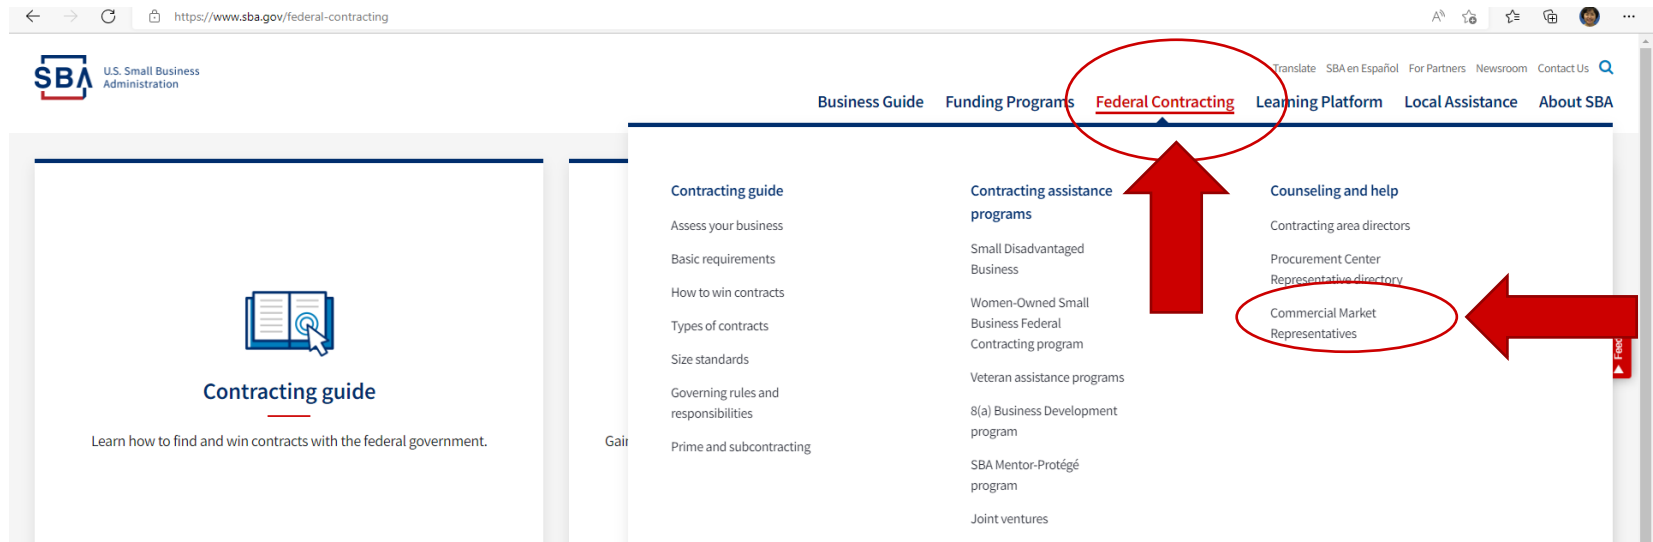 https://www.sba.gov/federal-contracting
SBA
U.S. Small Business
Administration
Translate SBA en Español For Partners Newsroom Contact Us
Business Guide Funding Programs Federal Contracting Learning Platform Local Assistance About SBA
Contracting guide
Learn how to find and win contracts with the federal government.
Contracting guide
Assess your business
Basic requirements
How to win contracts
Types of contracts
Size standards
Governing rules and
responsibilities
Prime and subcontracting
Contracting assistance
programs
Small Disadvantaged
Business
Women-Owned Small
Business Federal
Contracting program
Veteran assistance programs
8(a) Business Development
program
SBA Mentor-Protégé
program
Joint ventures
Counseling and help
Contracting area directors
Procurement Center
Representative directory
Commercial Market
Representatives